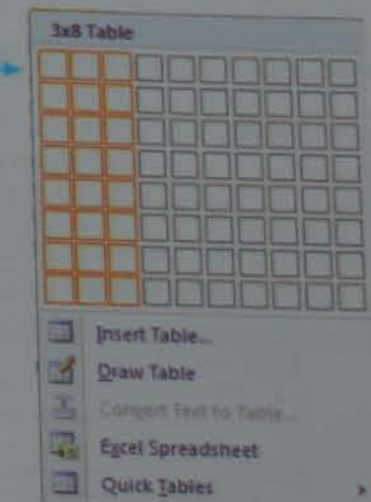 3x8 Table
Insert Table...
Draw Table
Convert Text to Table...
Excel Spreadsheet
Quick Tables